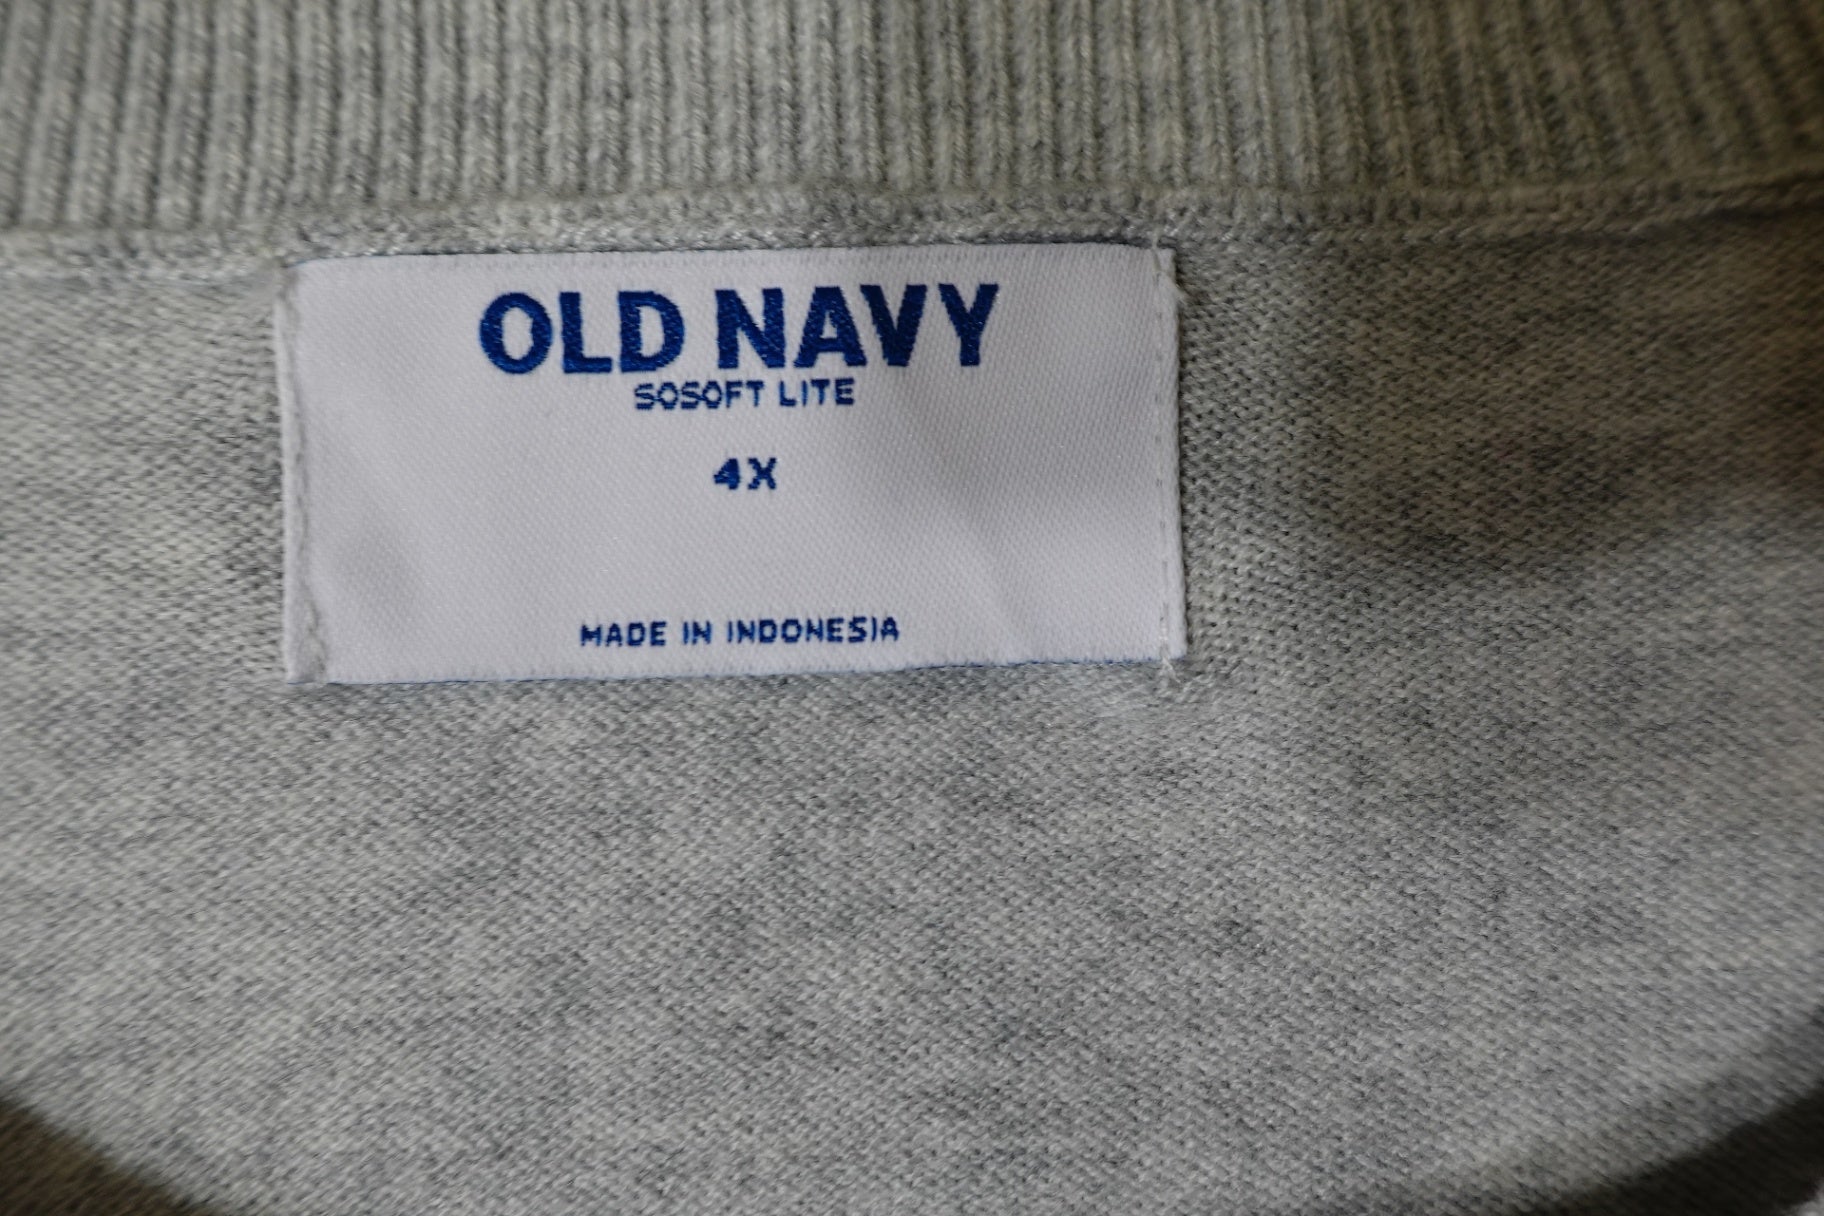 OLD NAVY
SOSOFT LITE
4X
MADE IN INDONESIA